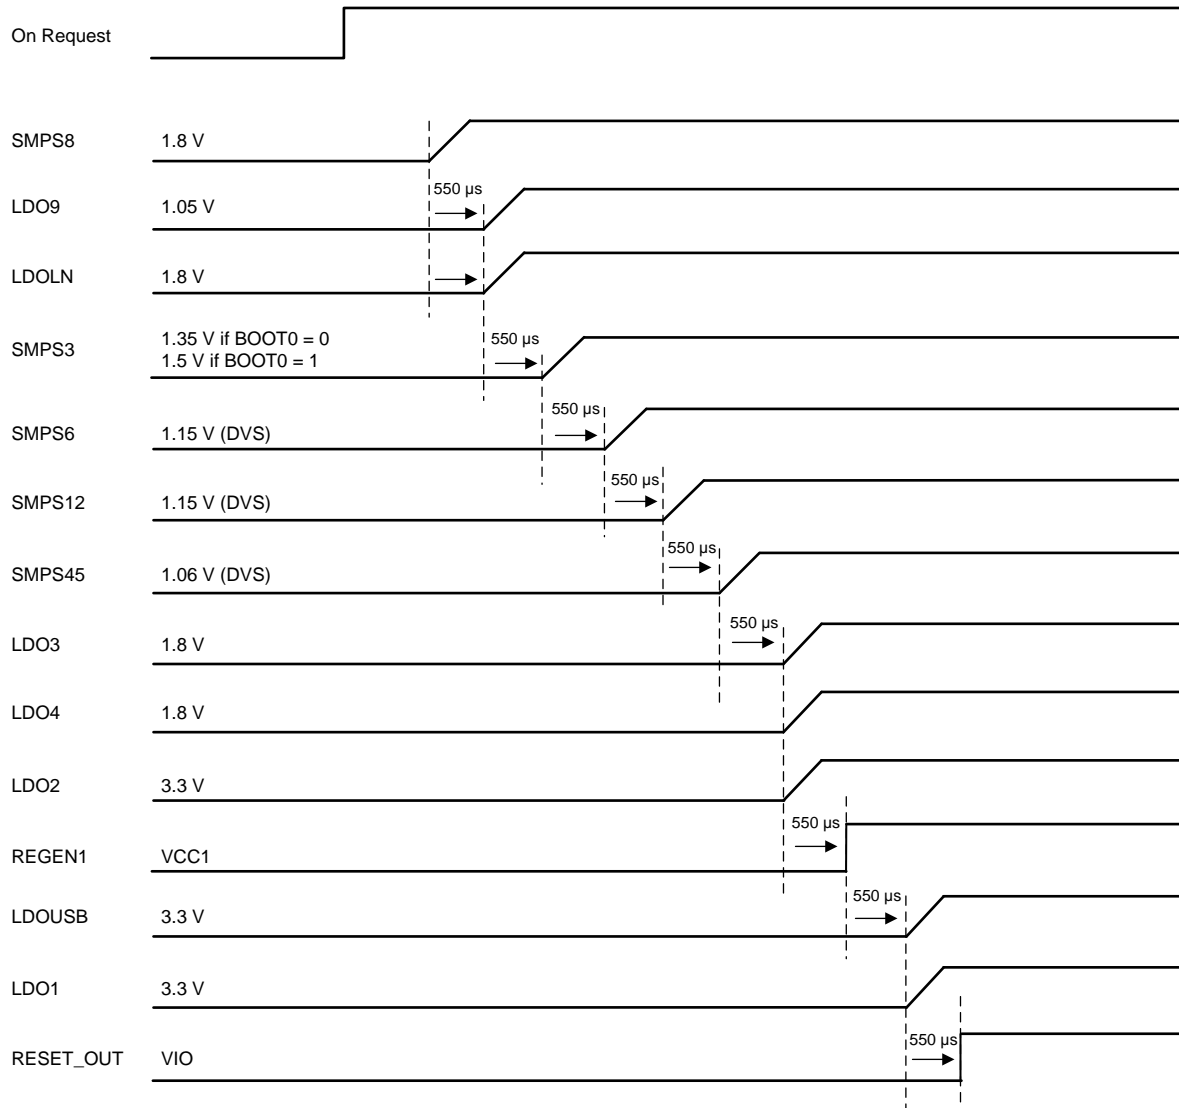 On Request
SMPS8 1.8 V
550 µs
LDO9 1.05 V
LDOLN 1.8 V
1.35 V if BOOT0 = 0
SMPS3 550 µs
1.5 V if BOOT0 = 1
550 µs
SMPS6 1.15 V (DVS)
550 µs
SMPS12 1.15 V (DVS)
550 µs
SMPS45 1.06 V (DVS)
550 µs
LDO3 1.8 V
LDO4 1.8 V
LDO2 3.3 V
550 µs
REGEN1 VCC1
550 µs
LDOUSB 3.3 V
LDO1 3.3 V
550 µs
RESET_OUT VIO